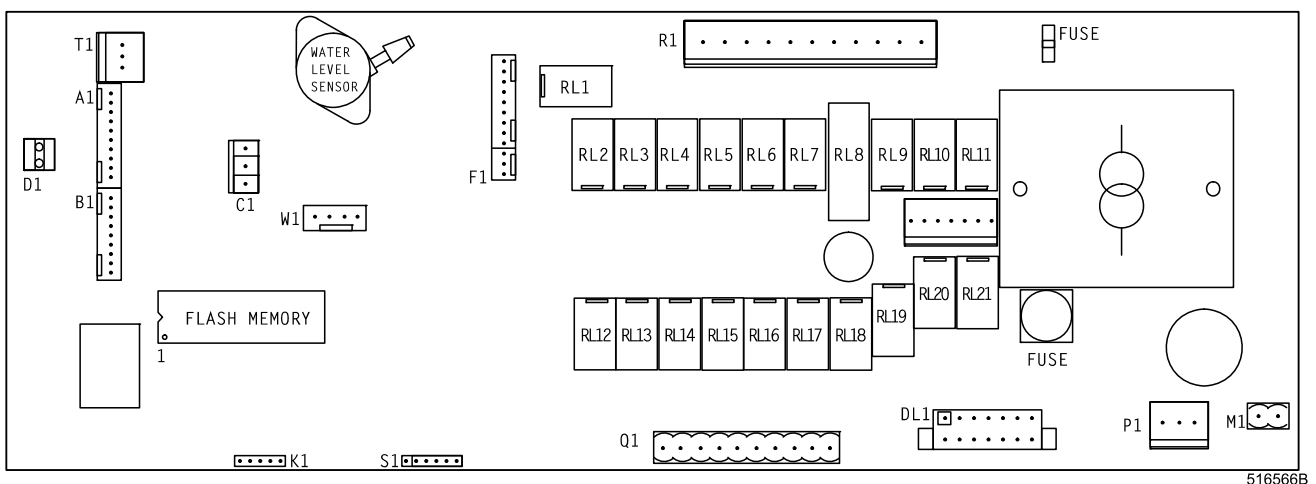 T1
WATER
LEVEL
SENSOR
R1
FUSE
A1
RL1
D1
C1
F1
RL2 RL3 RL4 RL5 RL6 RL7 RL8 RL9 RL10 RL11
B1
W1
FLASH MEMORY
1
RL12 RL13 RL14 RL15 RL16 RL17 RL18 RL19 RL20 RL21
FUSE
DL1
Q1
P1
M1
K1
S1
516566B